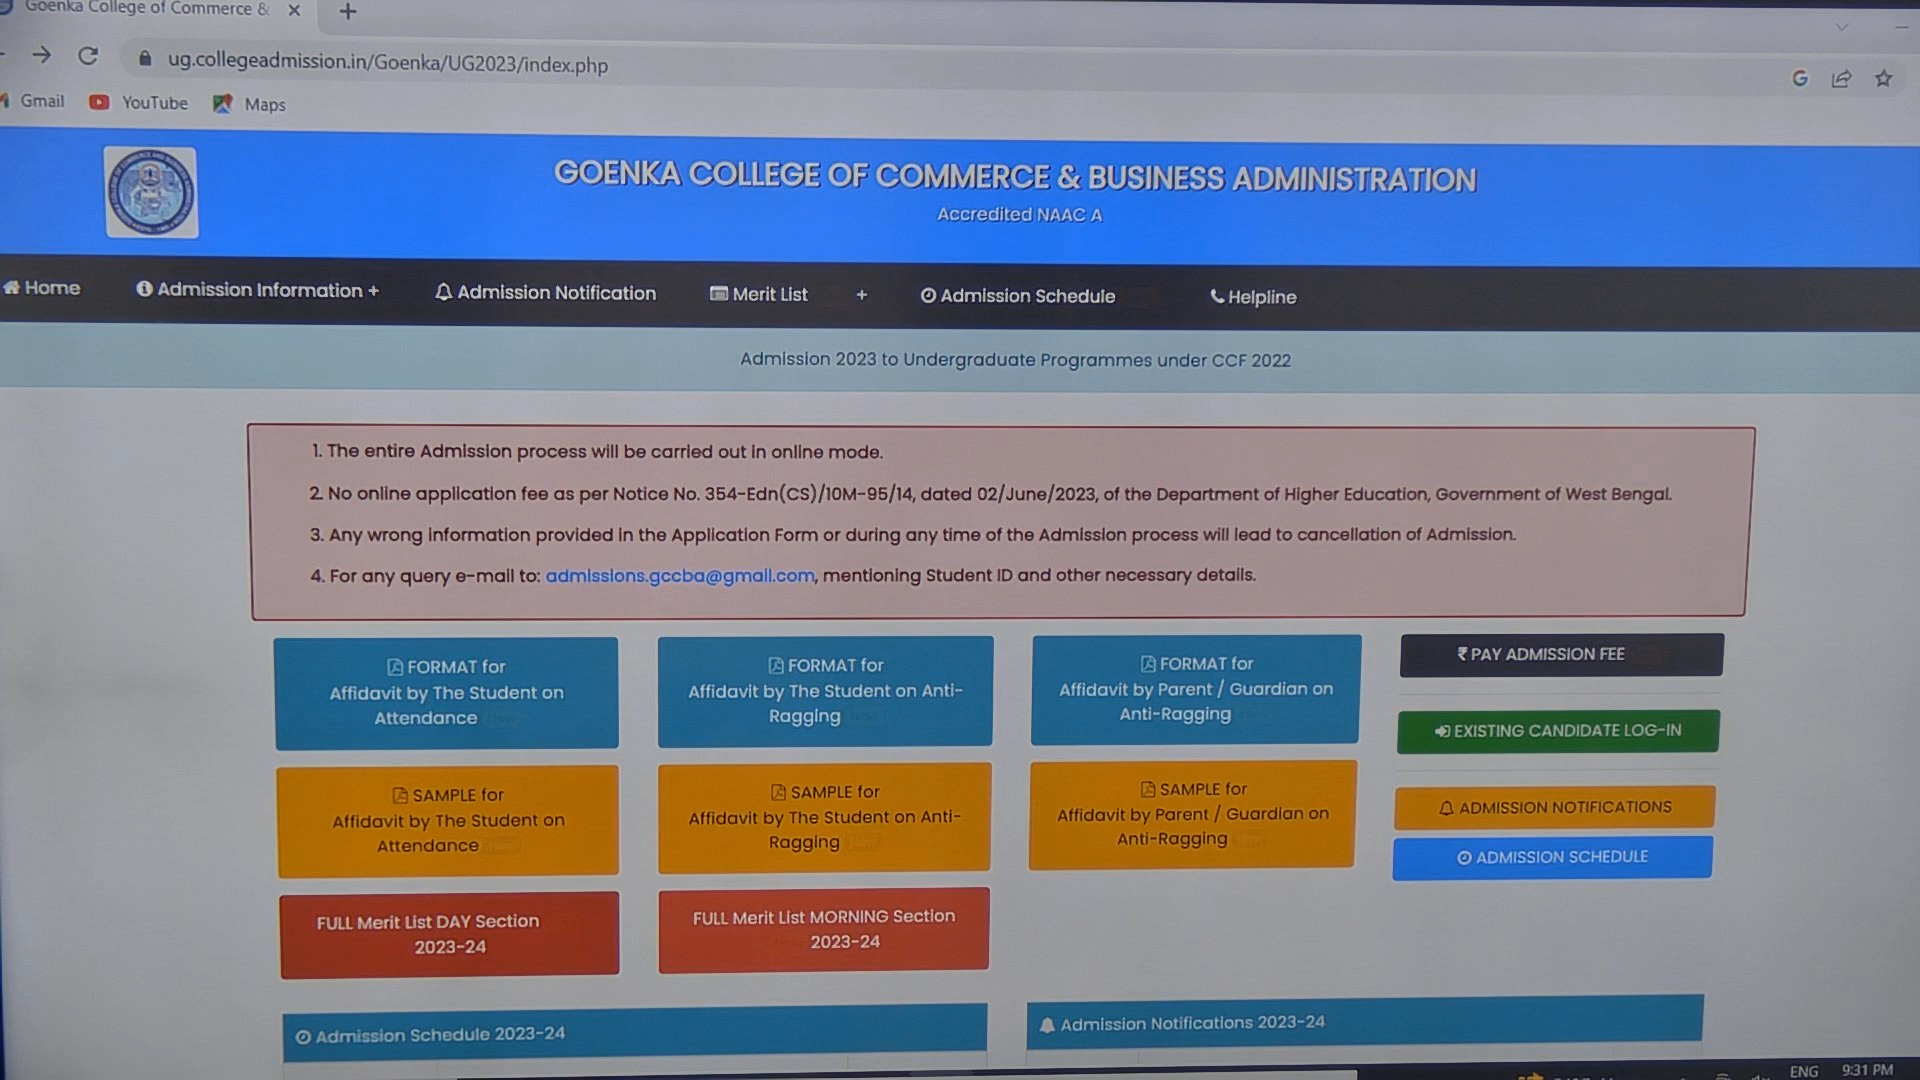 Goenka College of Commerce &
ug.collegeadmission.in/Goenka/UG2023/index.php
Gmail YouTube Maps
GOENKA COLLEGE OF COMMERCE & BUSINESS ADMINISTRATION
Accredited NAAC A
Home Admission Information + Admission Notification Merit List + Admission Schedule Helpline
Admission 2023 to Undergraduate Programmes under CCF 2022
1. The entire Admission process will be carried out in online mode.
2. No online application fee as per Notice No. 354-Edn(CS)/10M-95/14, dated 02/June/2023, of the Department of Higher Education, Government of West Bengal.
3. Any wrong information provided in the Application Form or during any time of the Admission process will lead to cancellation of Admission.
4. For any query e-mail to: admissions.gccba@gmail.com, mentioning Student ID and other necessary details.
FORMAT for
Affidavit by The Student on
Attendance
FORMAT for
Affidavit by The Student on Anti-
Ragging
FORMAT for
Affidavit by Parent / Guardian on
Anti-Ragging
PAY ADMISSION FEE
EXISTING CANDIDATE LOG-IN
SAMPLE for
Affidavit by The Student on
Attendance
SAMPLE for
Affidavit by The Student on Anti-
Ragging
SAMPLE for
Affidavit by Parent / Guardian on
Anti-Ragging
ADMISSION NOTIFICATIONS
ADMISSION SCHEDULE
FULL Merit List DAY Section
2023-24
FULL Merit List MORNING Section
2023-24
Admission Schedule 2023-24
Admission Notifications 2023-24
ENG 9:31 PM